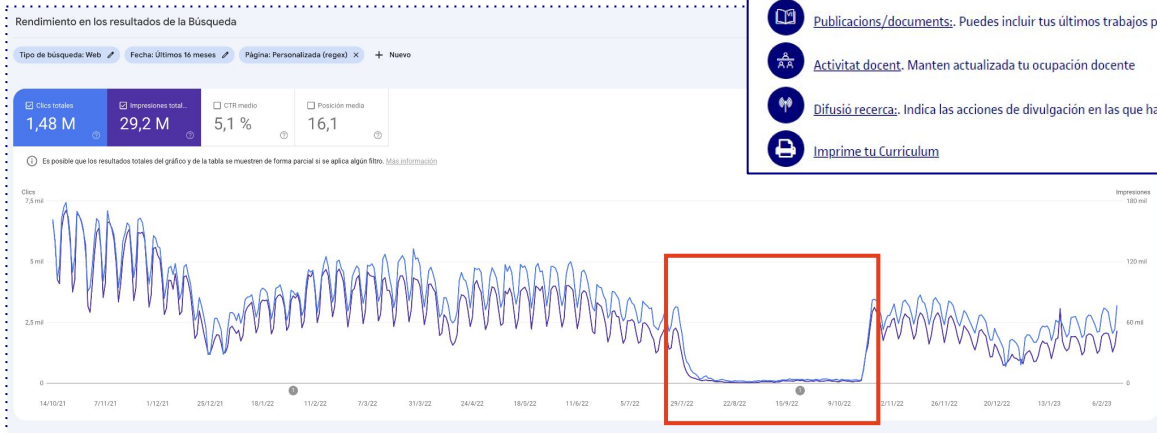 Rendimiento en los resultados de la Búsqueda
Tipo de búsqueda: Web
Fecha: Últimos 16 meses
Página: Personalizada (regex)
+ Nuevo
Clics totales
1,48 M
Impresiones total...
29,2 M
CTR medio
5,1 %
Posición media
16,1
Es posible que los resultados totales del gráfico y de la tabla se muestren de forma parcial si se aplica algún filtro. Más información
Clics
Impresiones
7,5 mil
180 mil
5 mil
120 mil
2,5 mil
60 mil
0
0
14/10/21 7/11/21 1/12/21 25/12/21 18/1/22 11/2/22 7/3/22 31/3/22 24/4/22 18/5/22 11/6/22 5/7/22 29/7/22 22/8/22 15/9/22 9/10/22 2/11/22 26/11/22 20/12/22 13/1/23 6/2/23
Publicacions/documents:. Puedes incluir tus últimos trabajos p
Activitat docent. Manten actualizada tu ocupación docente
Difusió recerca:. Indica las acciones de divulgación en las que ha
Imprime tu Curriculum